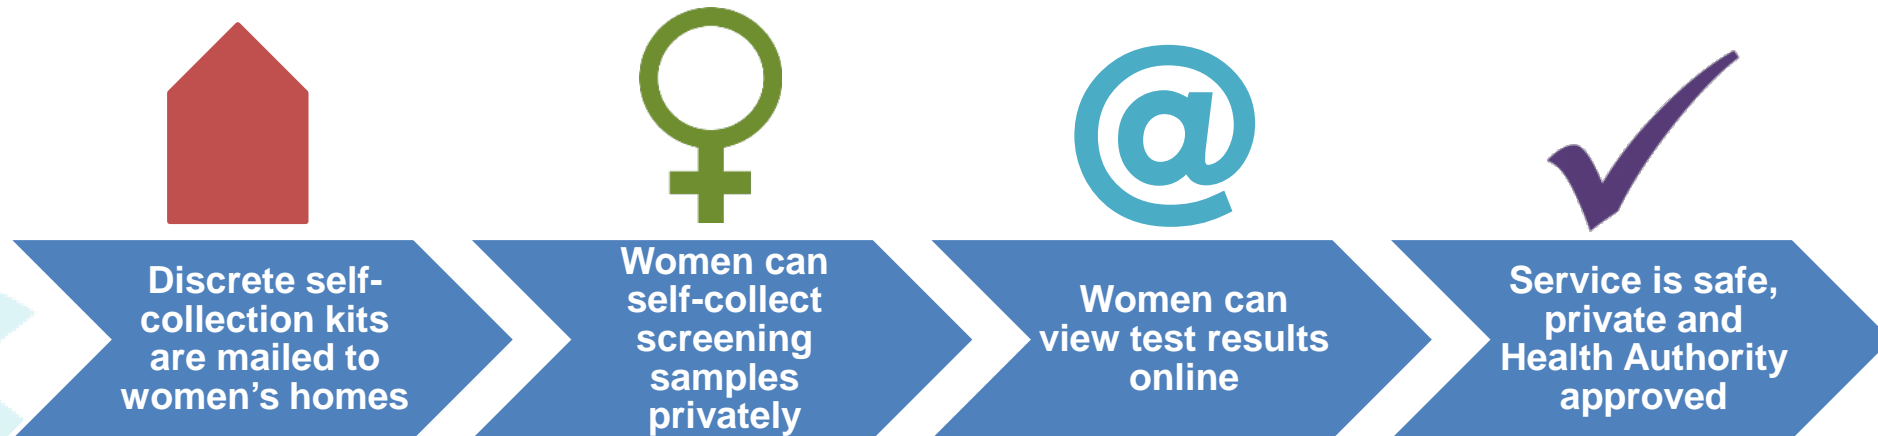 Discrete self-
collection kits
are mailed to
women’s homes
Women can
self-collect
screening
samples
privately
@
Women can
view test results
online
Service is safe,
private and
Health Authority
approved